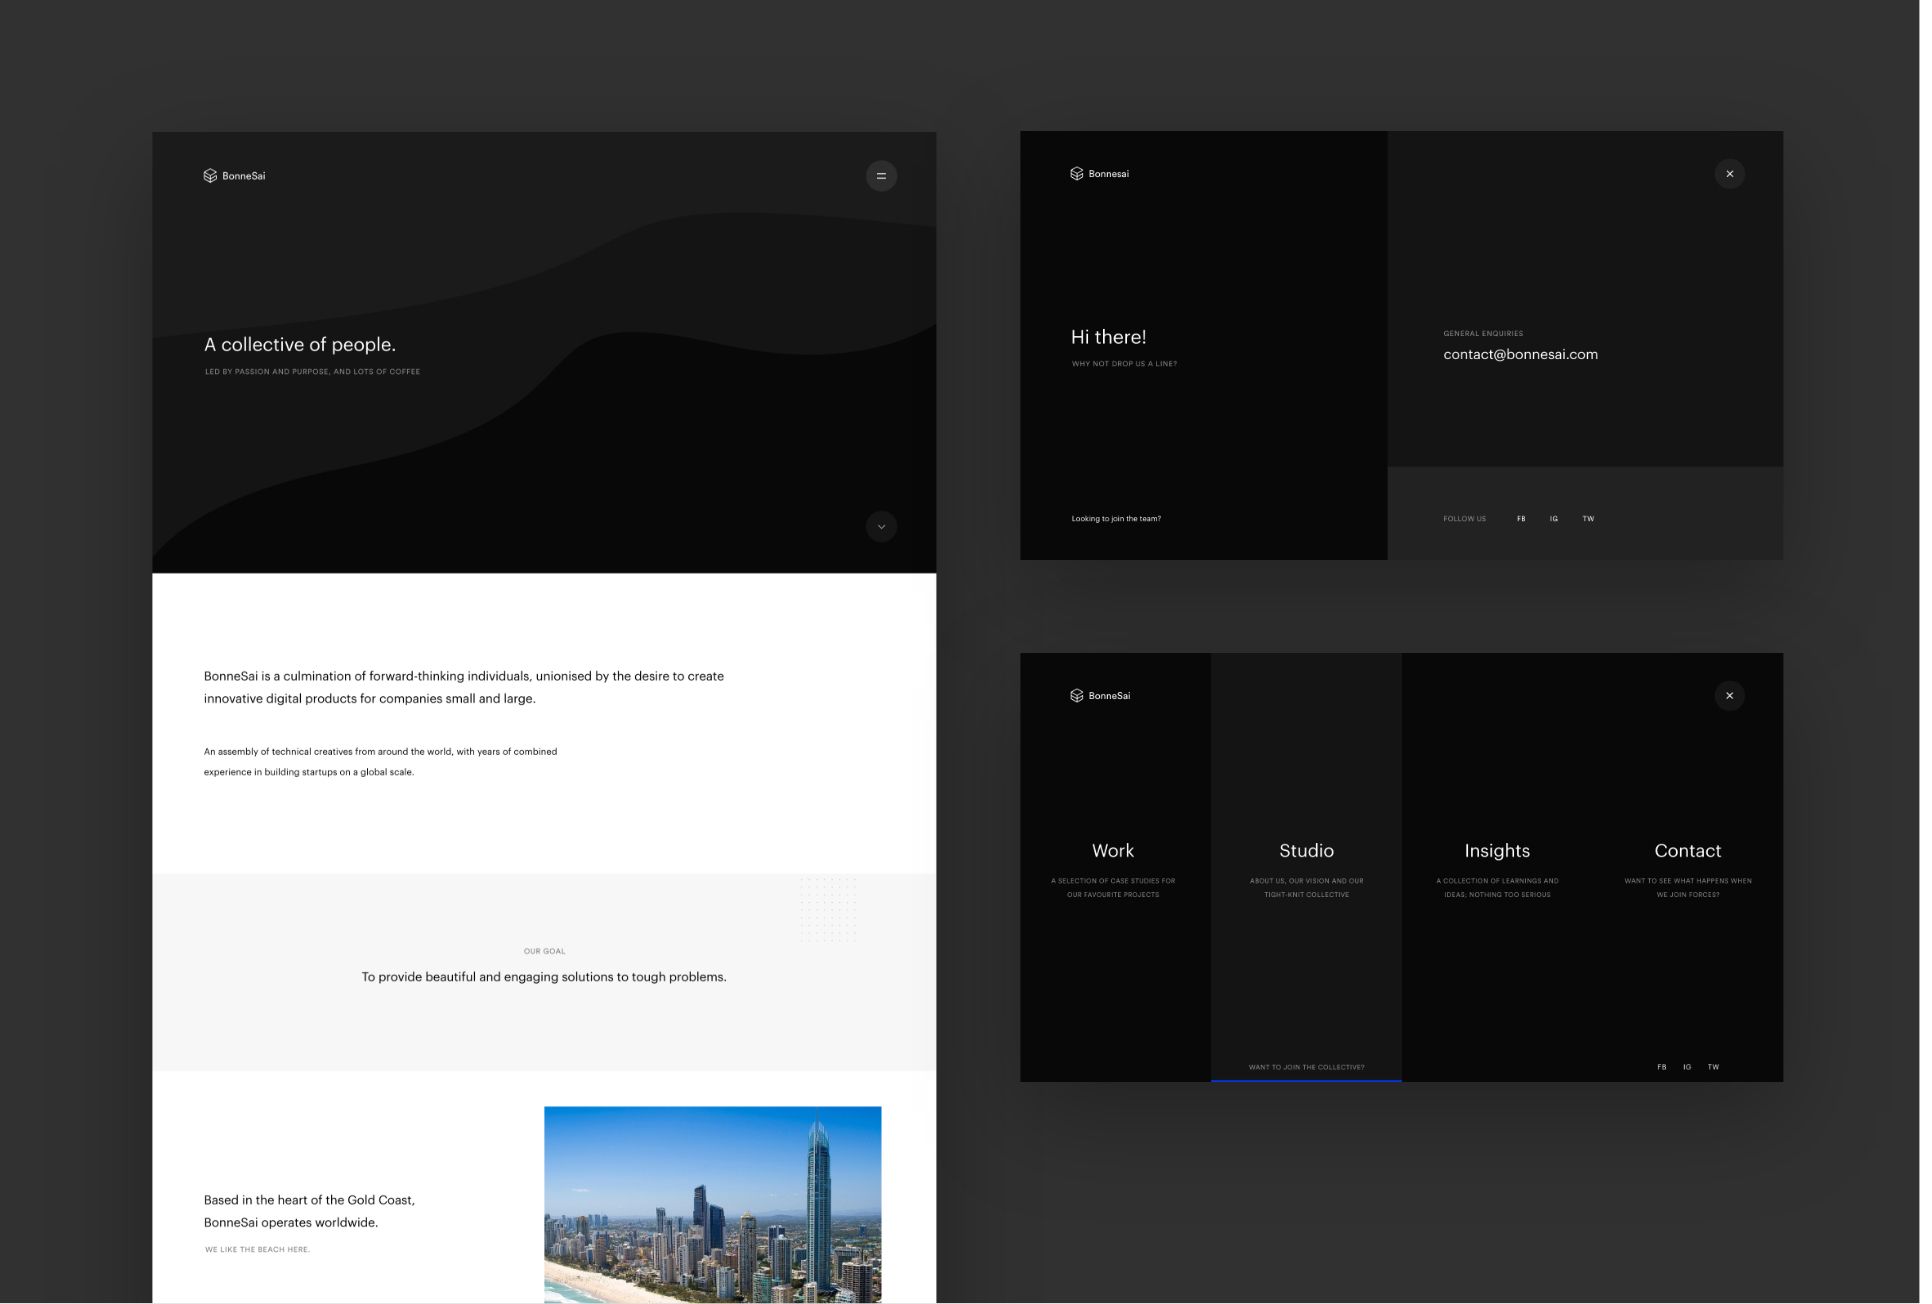 BonneSai
A collective of people.
LED BY PASSION AND PURPOSE, AND LOTS OF COFFEE
BonneSai is a culmination of forward-thinking individuals, unionised by the desire to create
innovative digital products for companies small and large.
An assembly of technical creatives from around the world, with years of combined
experience in building startups on a global scale.
OUR GOAL
To provide beautiful and engaging solutions to tough problems.
Based in the heart of the Gold Coast,
BonneSai operates worldwide.
WE LIKE THE BEACH HERE.
Bonnesai
Hi there!
WHY NOT DROP US A LINE?
Looking to join the team?
GENERAL ENQUIRIES
contact@bonnesai.com
FOLLOW US FB IG TW
BonneSai
Work
A SELECTION OF CASE STUDIES FOR
OUR FAVOURITE PROJECTS
Studio
ABOUT US, OUR VISION AND OUR
TIGHT-KNIT COLLECTIVE
WANT TO JOIN THE COLLECTIVE?
Insights
A COLLECTION OF LEARNINGS AND
IDEAS; NOTHING TOO SERIOUS
Contact
WANT TO SEE WHAT HAPPENS WHEN
WE JOIN FORCES?
FB IG TW